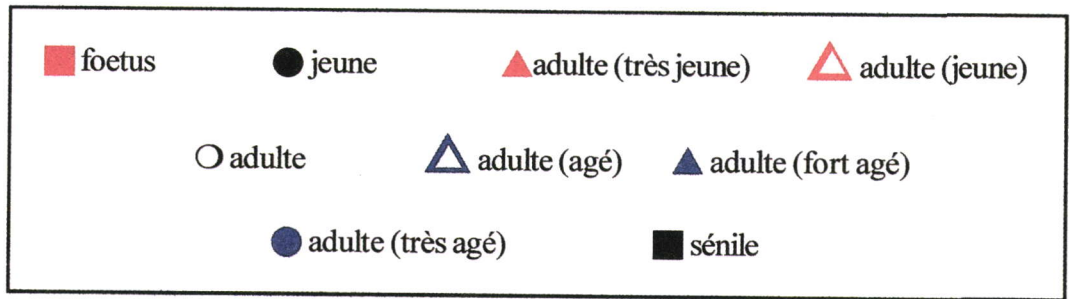 foetus jeune adulte (très jeune) adulte (jeune)
adulte adulte (agé) adulte (fort agé)
adulte (très agé) sénile